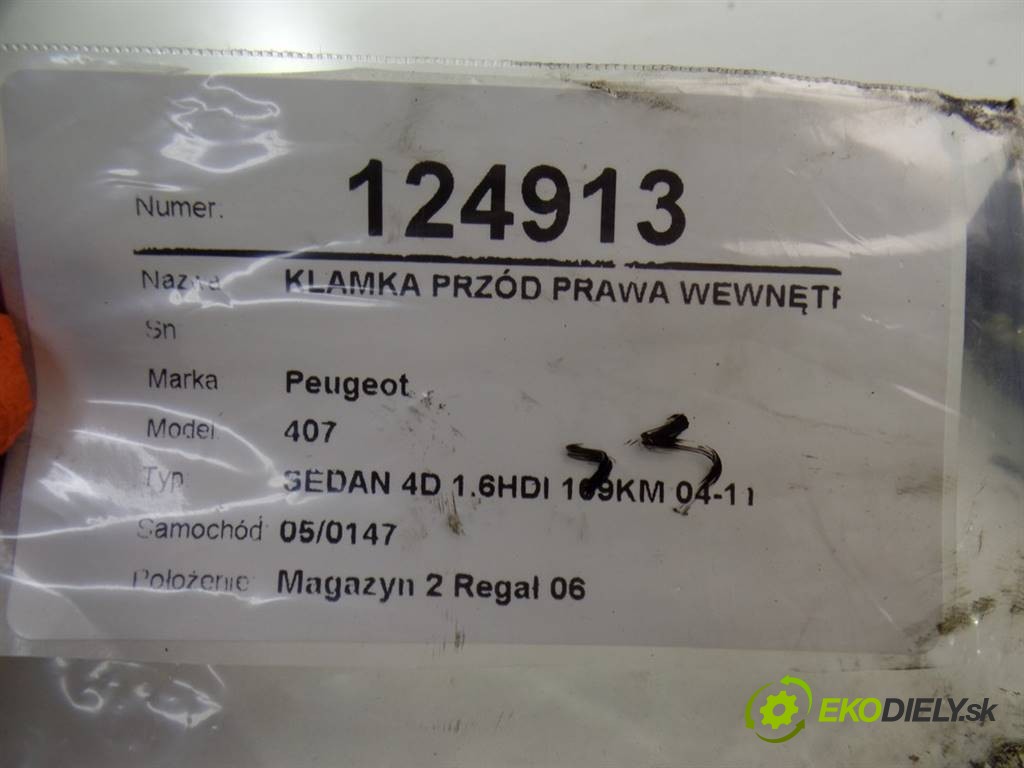 Numer: 124913
Nazwa KLAMKA PRZÓD PRAWA WEWNĘTR
Sn
Marka Peugeot
Model 407
Typ SEDAN 4D 1.6HDI 109KM 04-11
Samochód 05/0147
Położenie Magazyn 2 Regał 06
EKODIELY.sk